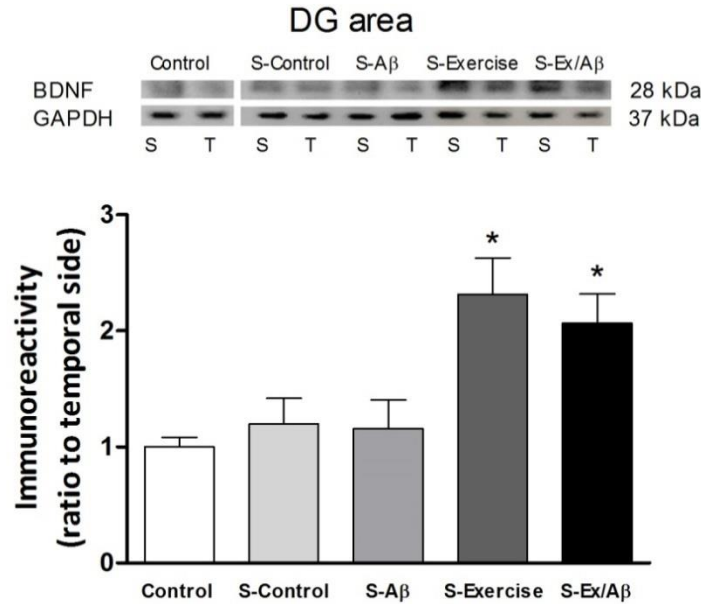 DG area
Control S-Control S-Aβ S-Exercise S-Ex/Aβ
BDNF 28 kDa
GAPDH 37 kDa
S T S T S T S T S T
Immunoreactivity
(ratio to temporal side)
3
2
1
0
* *
Control S-Control S-Aβ S-Exercise S-Ex/Aβ